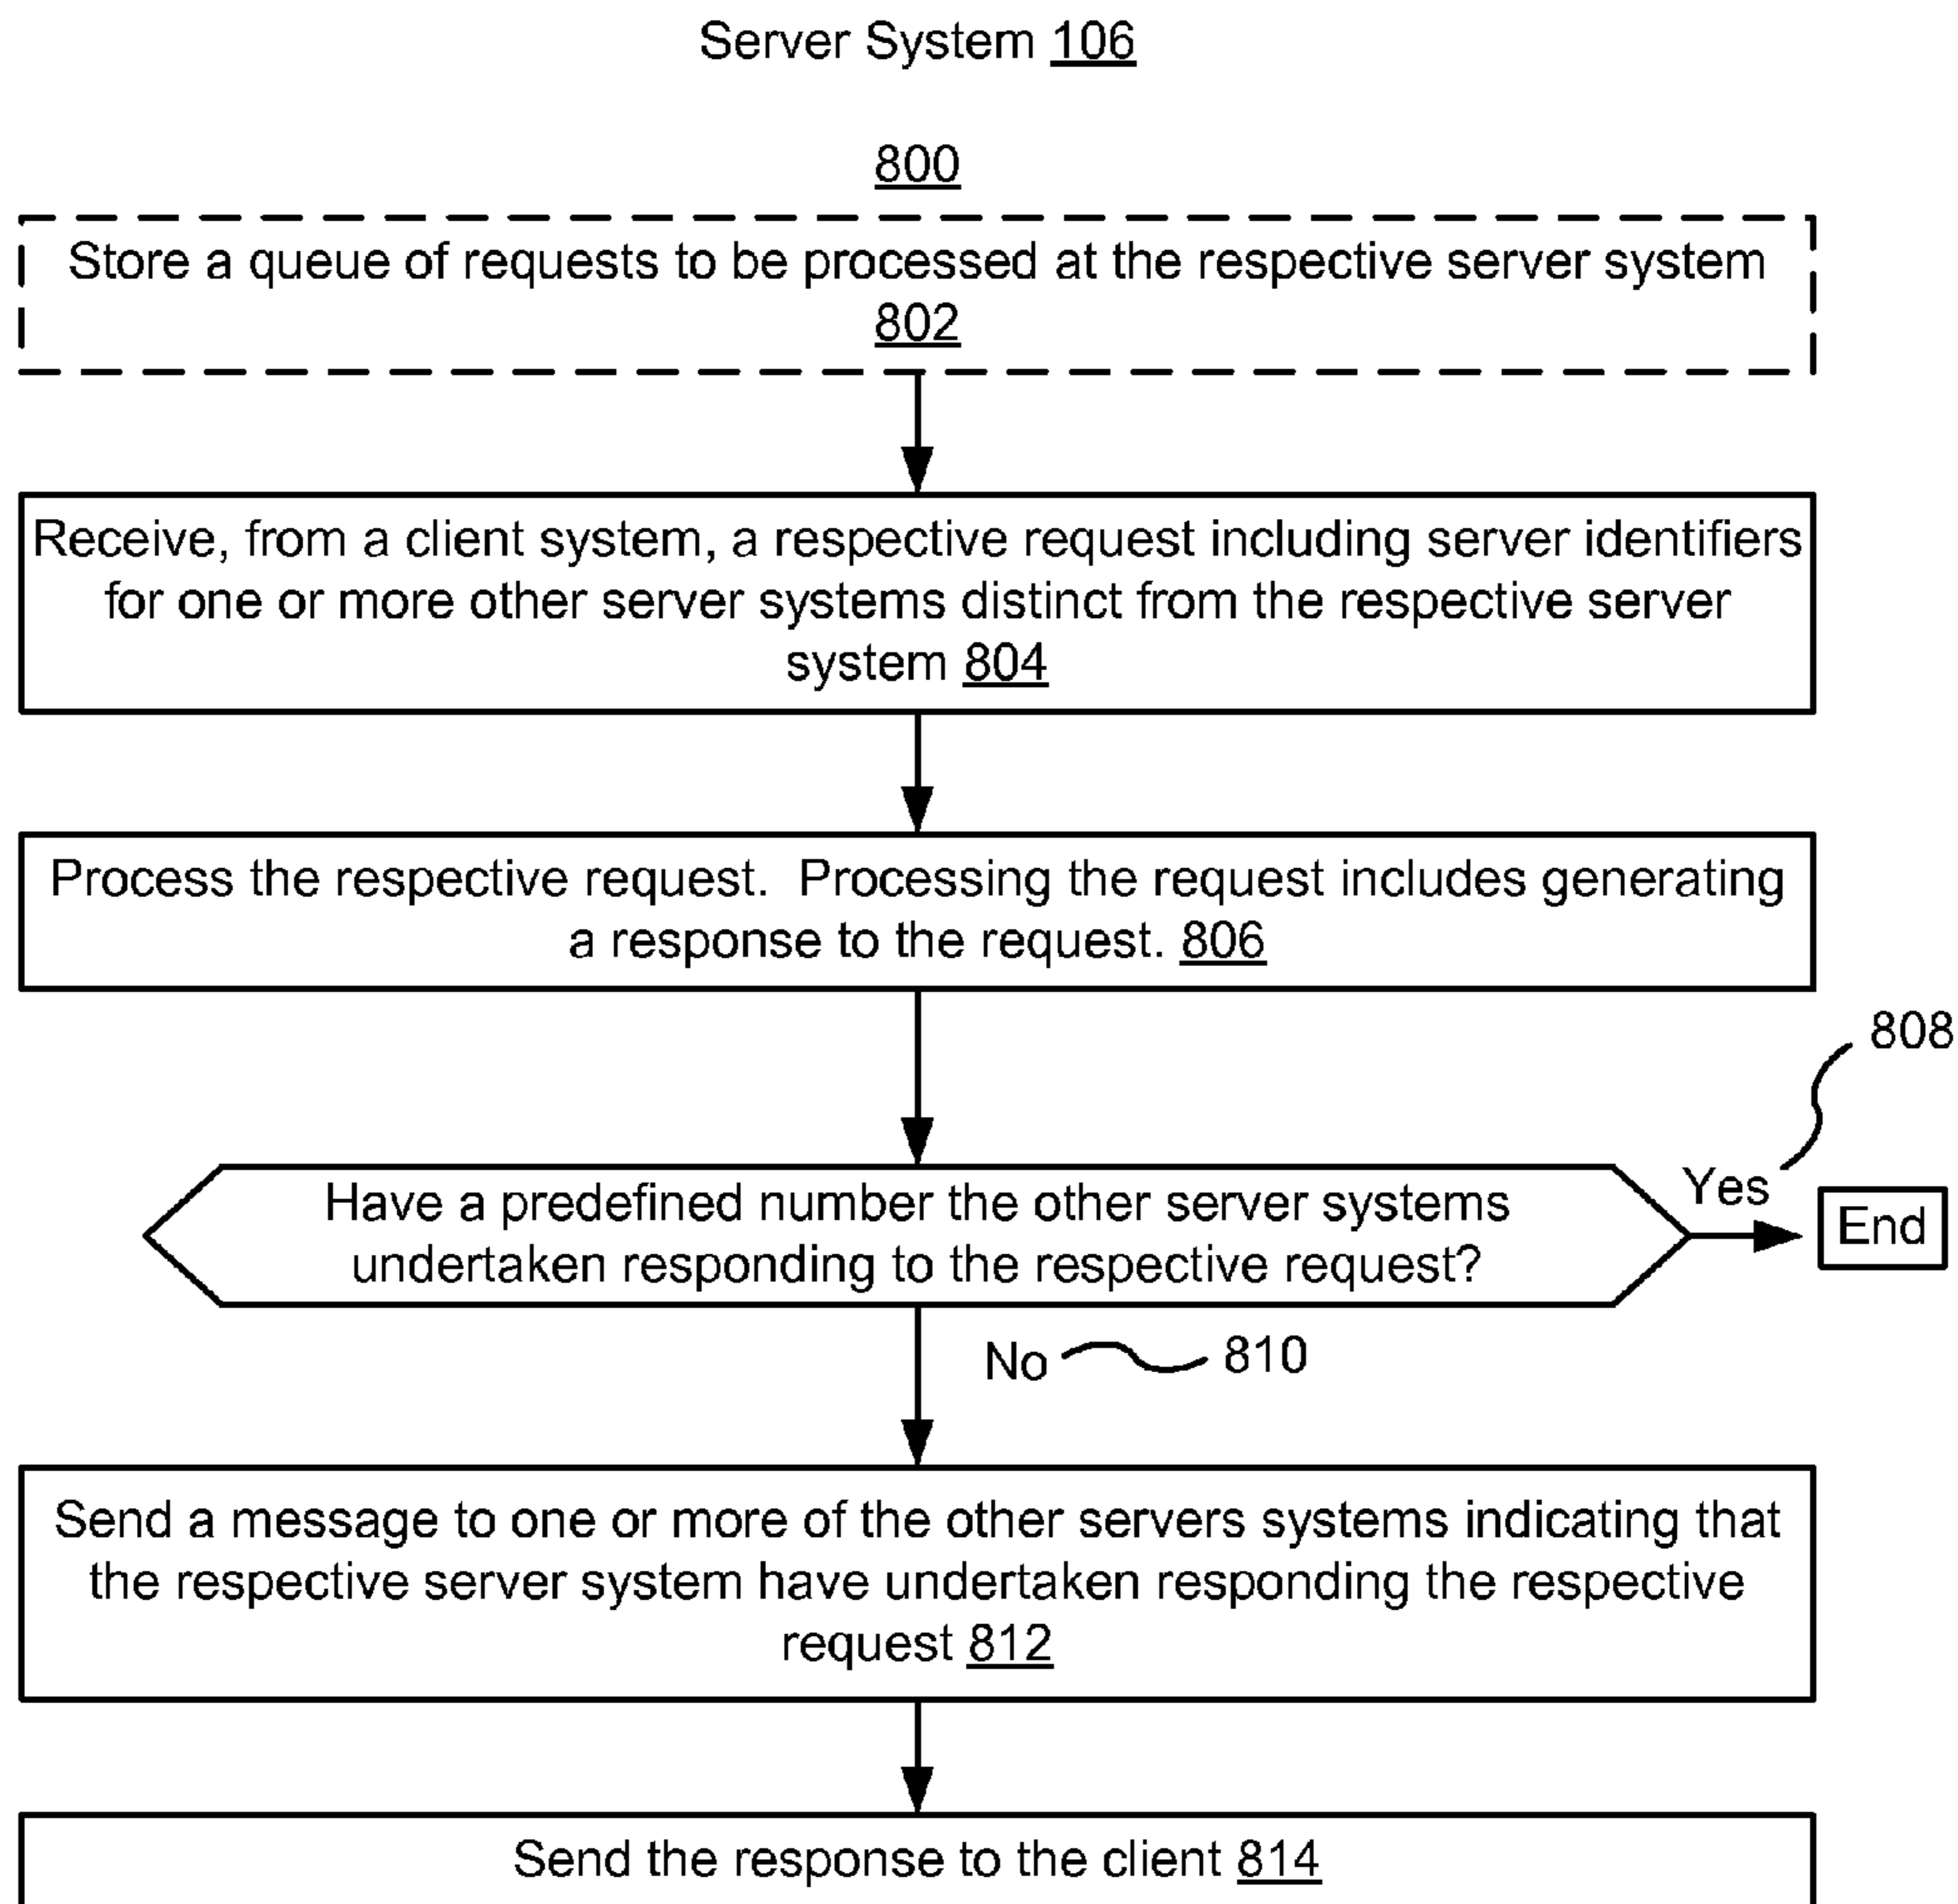 Server System 106
800
Store a queue of requests to be processed at the respective server system
802
Receive, from a client system, a respective request including server identifiers
for one or more other server systems distinct from the respective server
system 804
Process the respective request.  Processing the request includes generating
a response to the request. 806
808
Yes
Have a predefined number the other server systems
undertaken responding to the respective request?
End
No
810
Send a message to one or more of the other servers systems indicating that
the respective server system have undertaken responding the respective
request 812
Send the response to the client 814